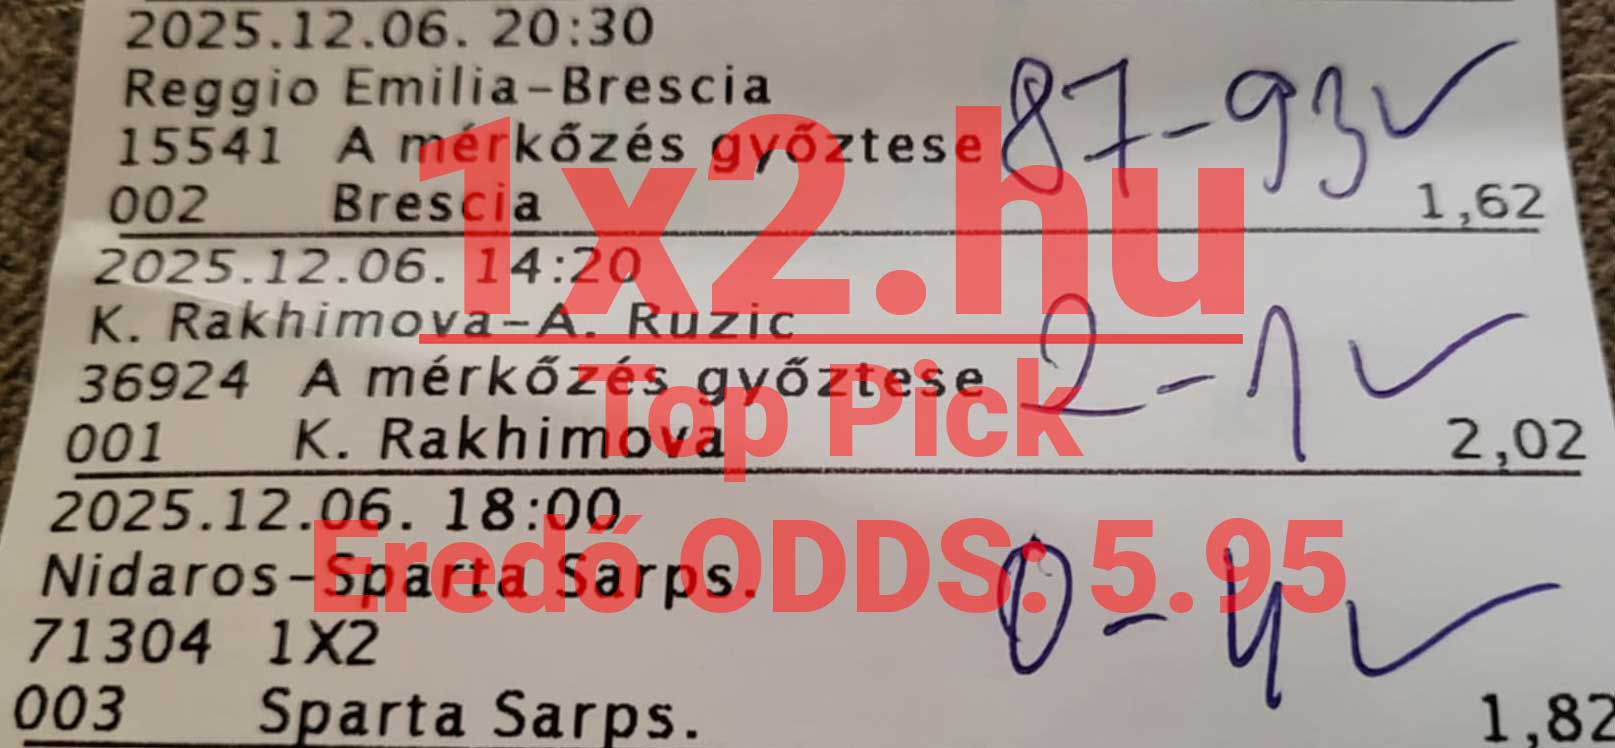 2025.12.06. 20:30
Reggio Emilia-Brescia
15541 A mérkőzés győztese 87-93
002 Brescia 1,62
1x2.hu
2025.12.06. 14:20
K. Rakhimova-A. Ruzic
36924 A mérkőzés győztese 2-1
Top Pick
001 K. Rakhimova 2,02
2025.12.06. 18:00
Eredő ODDS: 5.95
Nidaros-Sparta Sarps.
71304 1X2 0-4
003 Sparta Sarps. 1,82